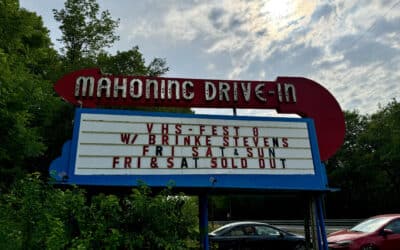 MAHONING DRIVE-IN
VHS-FEST 8
W/ BRINKE STEVENS
FRI SAT & SUN
FRI & SAT SOLD OUT